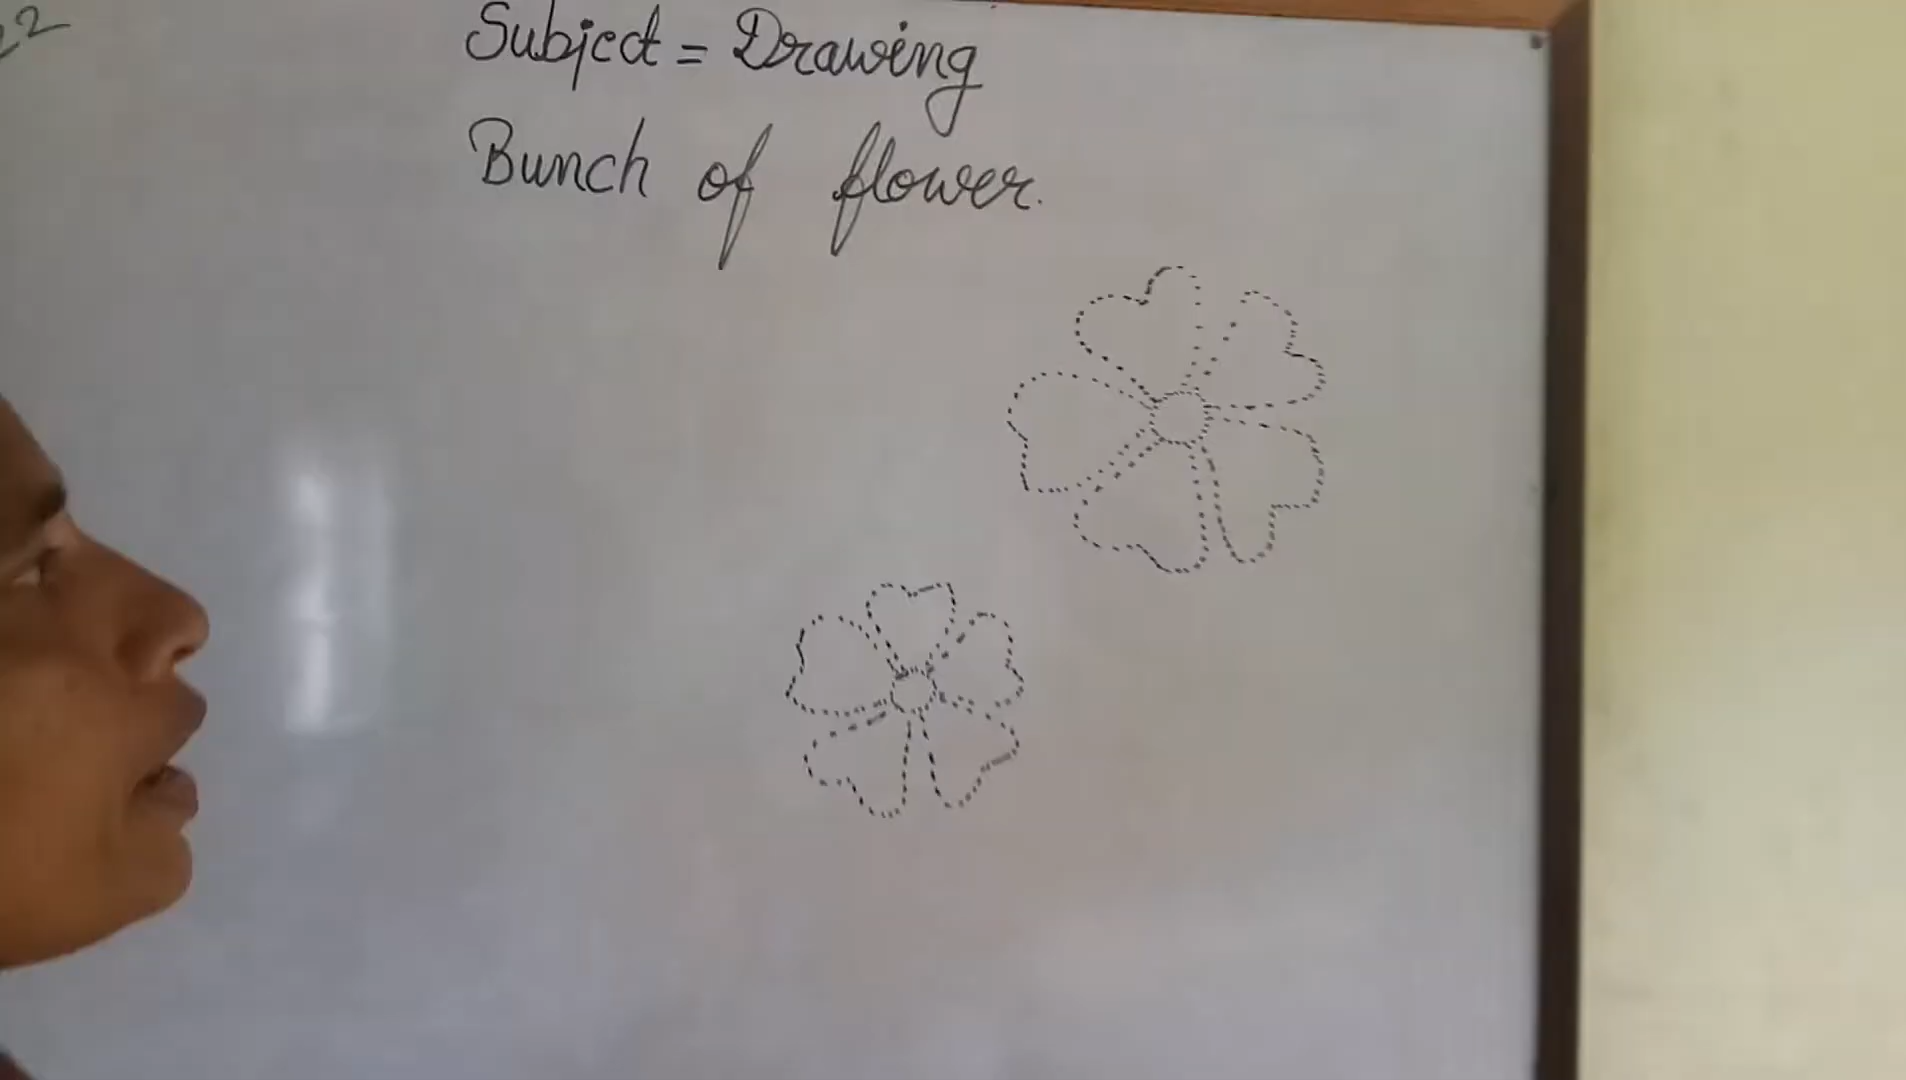 Subject = Drawing
Bunch of flower.